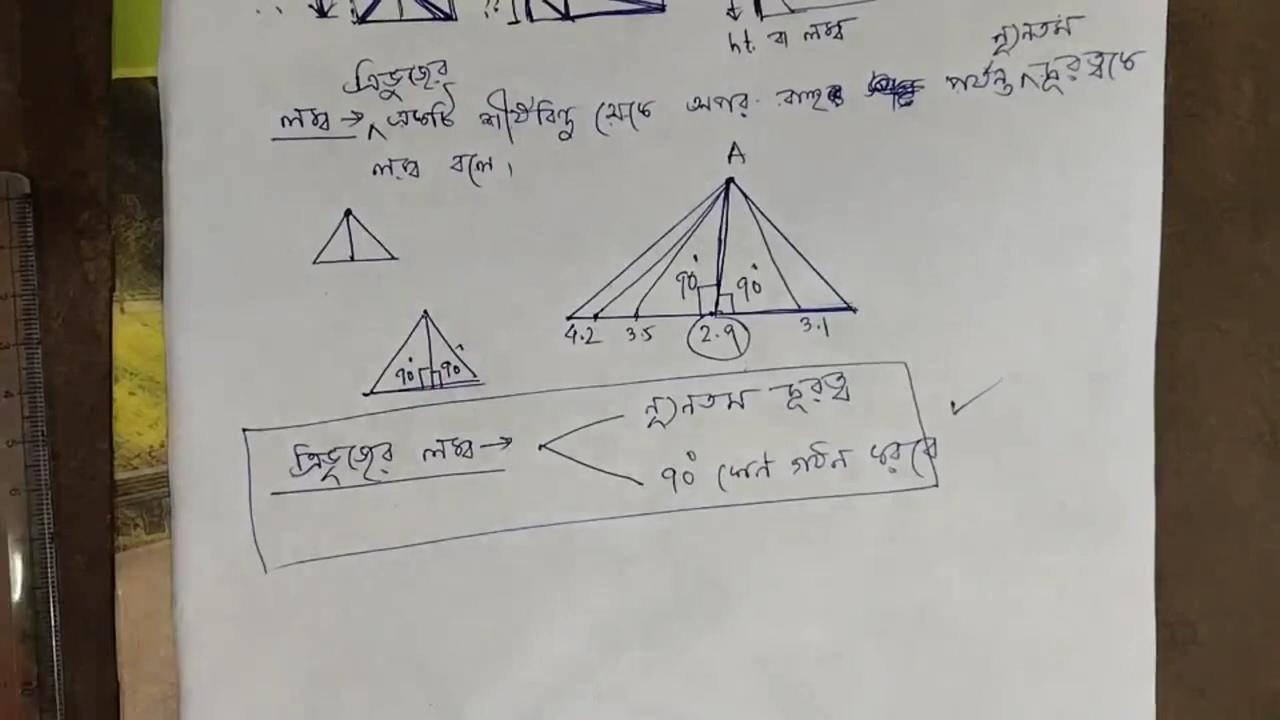 ht. বা লম্ব
ন্যূনতম
ত্রিভুজের
লম্ব → একটি শীর্ষবিন্দু থেকে অপর বাহু পর্যন্ত দূরত্বকে
লম্ব বলে।
A
90° 90°
4.2 3.5 2.9 3.1
90° 90°
ন্যূনতম দূরত্ব
ত্রিভুজের লম্ব →
90° কোণ গঠন করবে